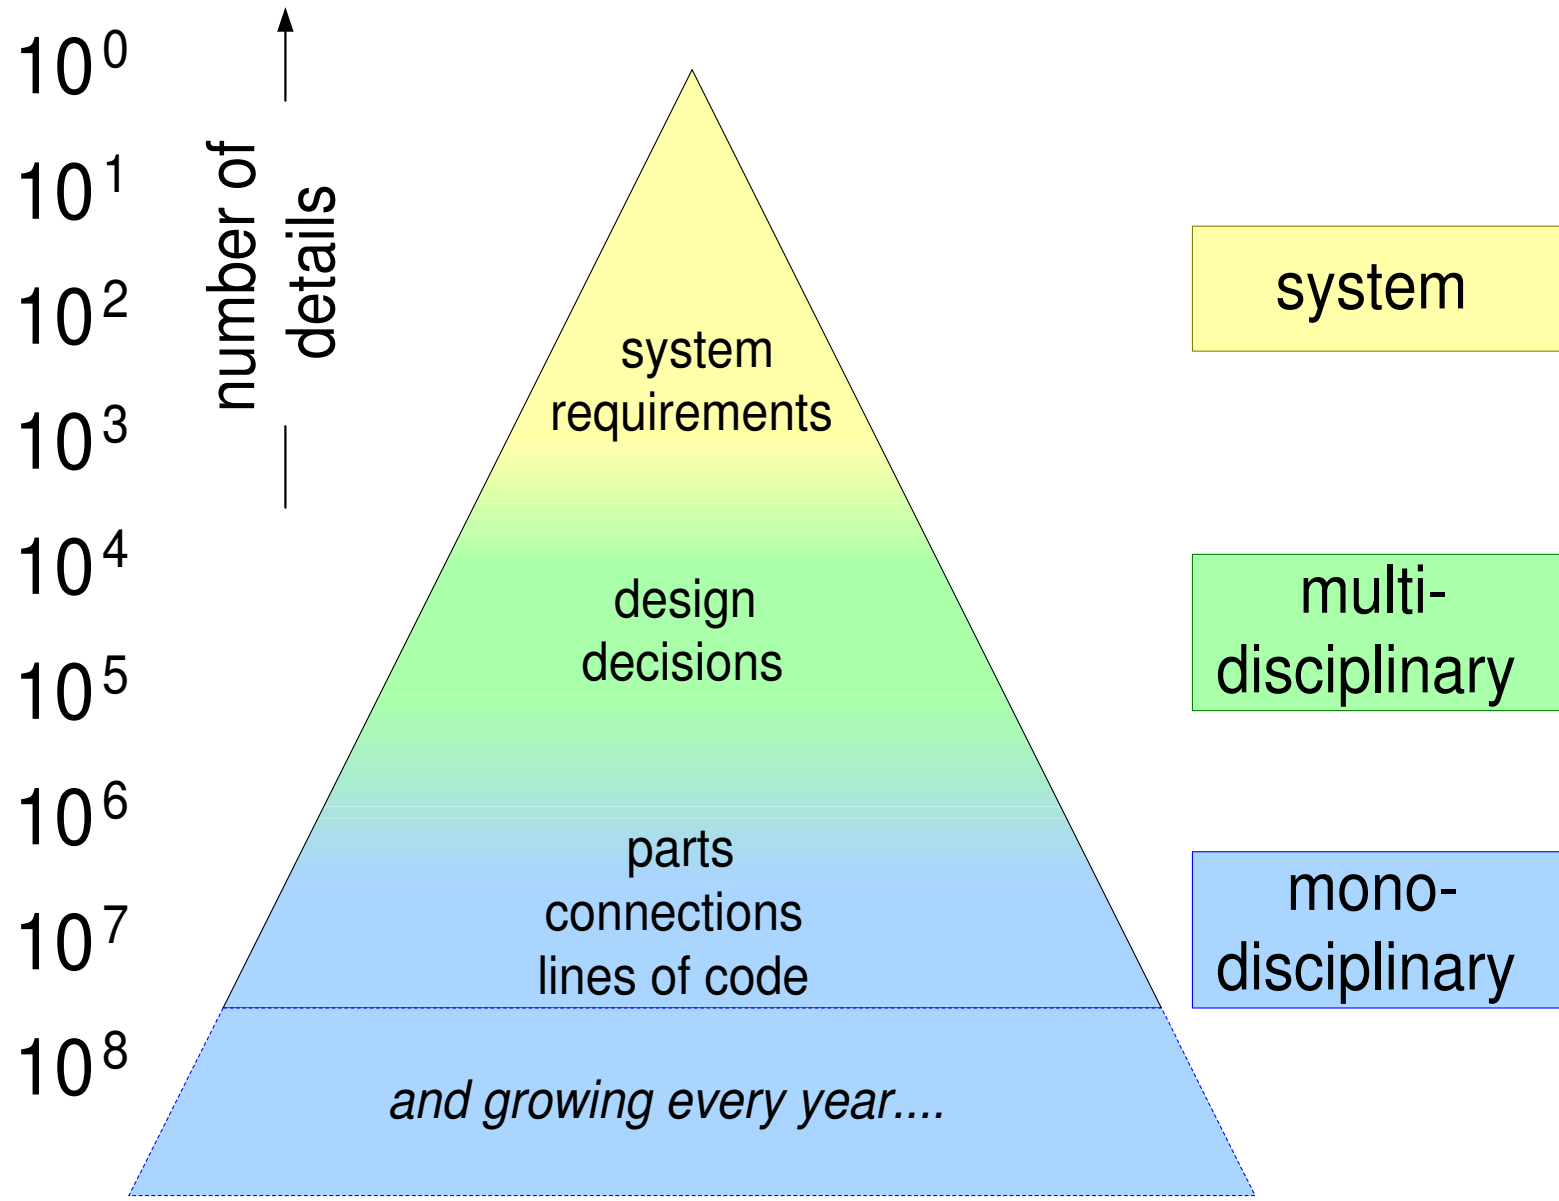 10⁰
10¹
10²
10³
10⁴
10⁵
10⁶
10⁷
10⁸
number of
details
system
requirements
design
decisions
parts
connections
lines of code
and growing every year....
system
multi-
disciplinary
mono-
disciplinary